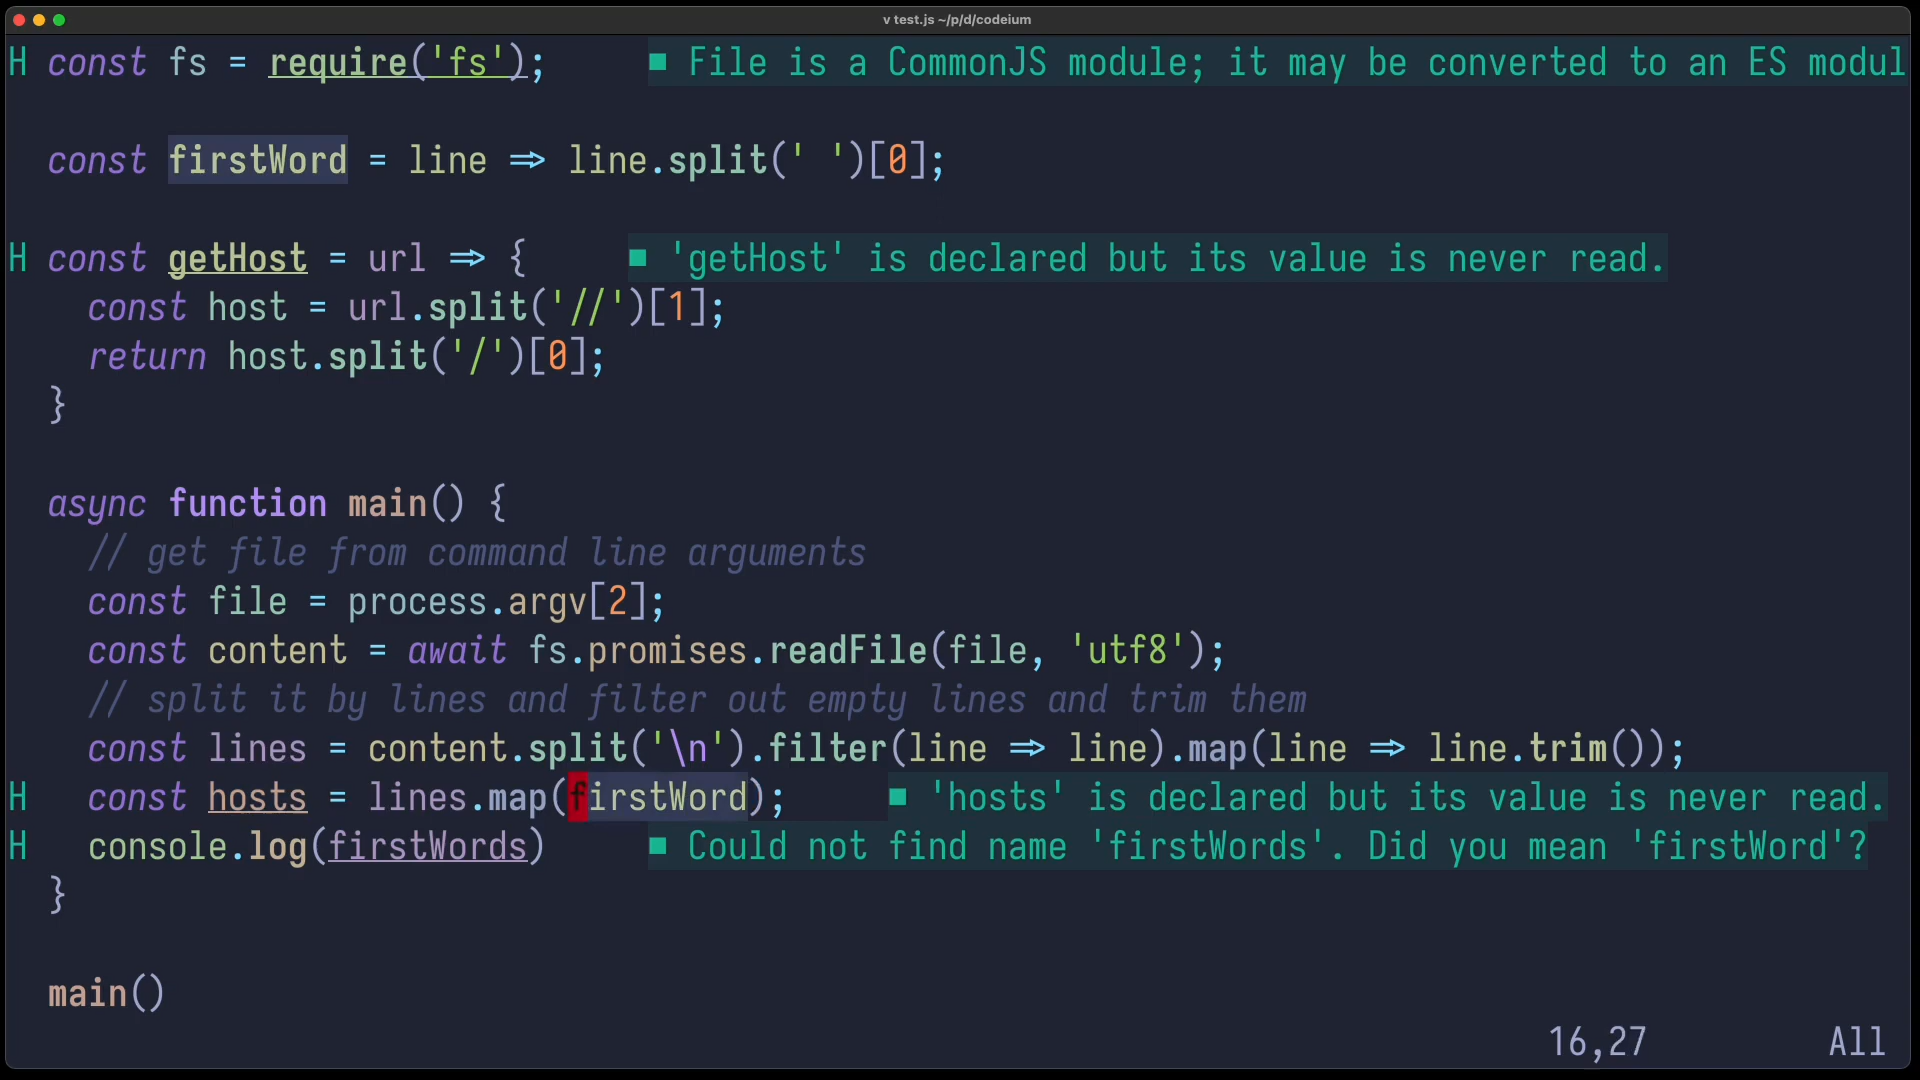 v test.js ~/p/d/codeium
H const fs = require('fs'); ■ File is a CommonJS module; it may be converted to an ES modul
const firstWord = line => line.split(' ')[0];
H const getHost = url => { ■ 'getHost' is declared but its value is never read.
const host = url.split('//')[1];
return host.split('/')[0];
}
async function main() {
// get file from command line arguments
const file = process.argv[2];
const content = await fs.promises.readFile(file, 'utf8');
// split it by lines and filter out empty lines and trim them
const lines = content.split('\n').filter(line => line).map(line => line.trim());
H const hosts = lines.map(firstWord); ■ 'hosts' is declared but its value is never read.
H console.log(firstWords) ■ Could not find name 'firstWords'. Did you mean 'firstWord'?
}
main()
16,27 All